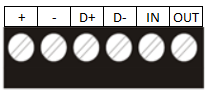 + - D+ D- IN OUT